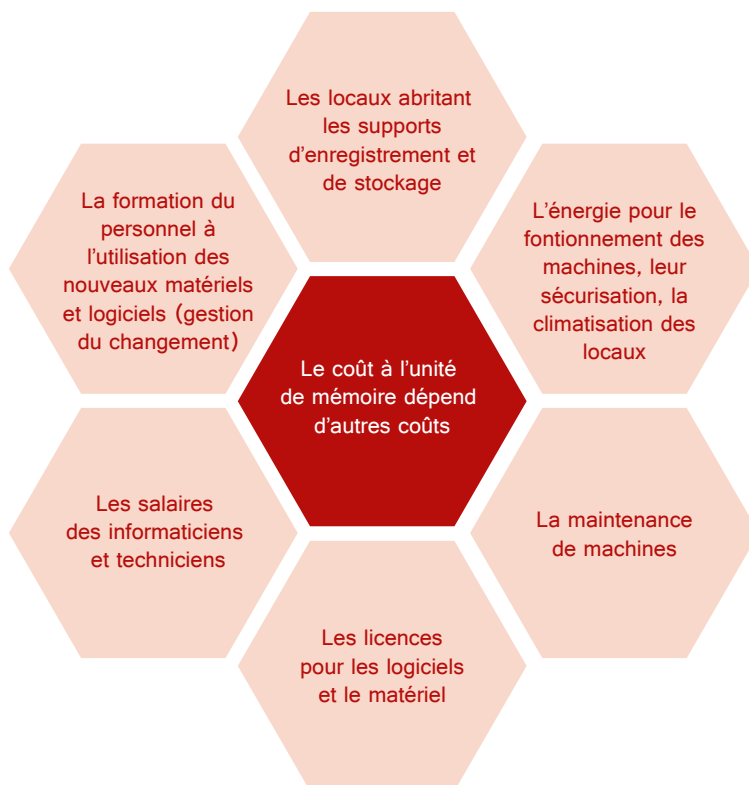 Les locaux abritant
les supports
d'enregistrement et
de stockage
L'énergie pour le
fontionnement des
machines, leur
sécurisation, la
climatisation des
locaux
La maintenance
de machines
Les licences
pour les logiciels
et le matériel
Les salaires
des informaticiens
et techniciens
La formation du
personnel à
l'utilisation des
nouveaux matériels
et logiciels (gestion
du changement)
Le coût à l'unité
de mémoire dépend
d'autres coûts